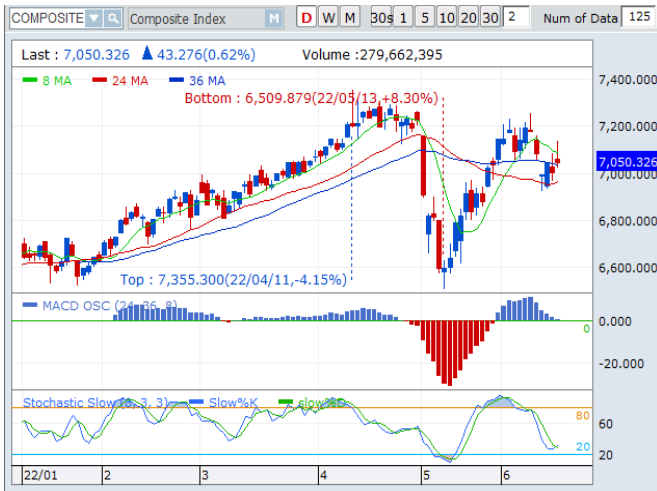 COMPOSITE Composite Index M D W M 30s 1 5 10 20 30 2 Num of Data 125
Last : 7,050.326 ▲ 43.276(0.62%) Volume :279,662,395
8 MA 24 MA 36 MA
7,400.000
Bottom : 6,509.879(22/05/13,+8.30%)
7,200.000
7,050.326
7,000.000
6,800.000
6,600.000
Top : 7,355.300(22/04/11,-4.15%)
MACD OSC (24, 36, 8)
0.000
0
-20.000
Stochastic Slow( 3, 3) Slow%K
80
60
20
20
22/01 2 3 4 5 6